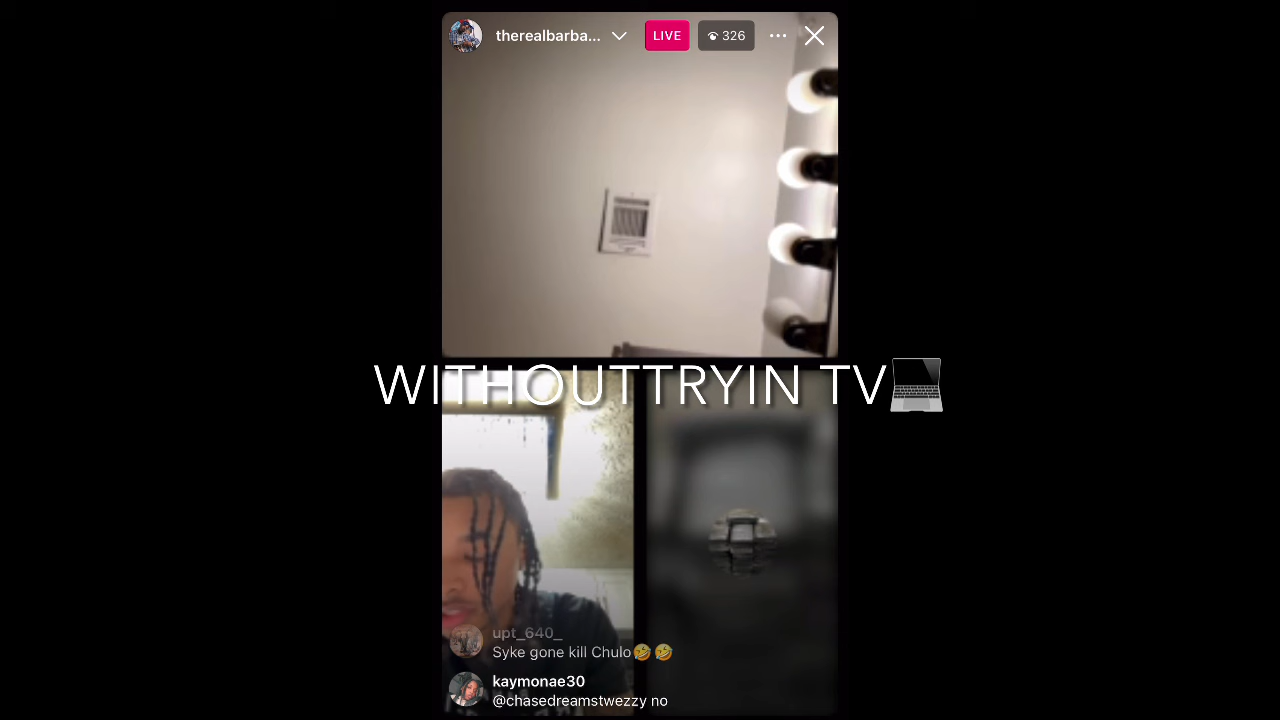 therealbarba...
LIVE
326
WITHOUTTRYIN TV💻
upt_640_
Syke gone kill Chulo🤣🤣
kaymonae30
@chasedreamstwezzy no